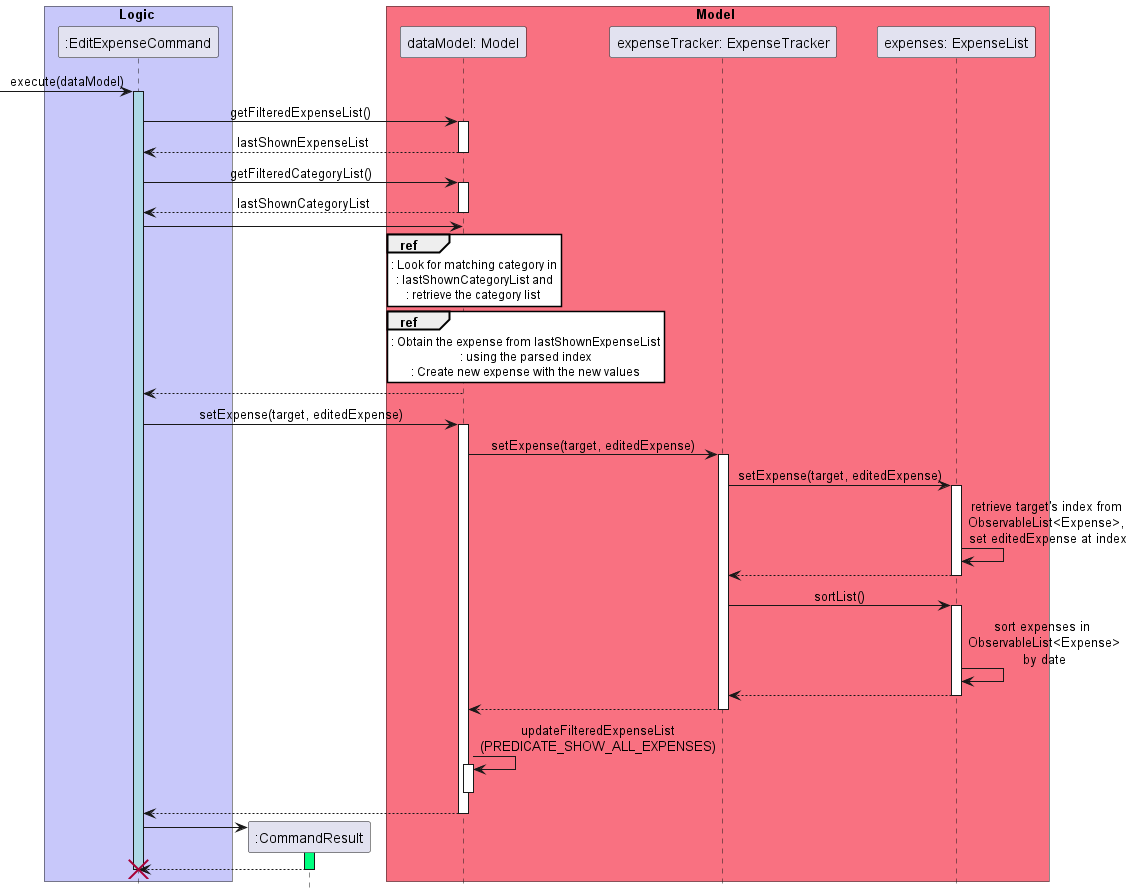 Logic
Model
:EditExpenseCommand
dataModel: Model
expenseTracker: ExpenseTracker
expenses: ExpenseList
execute(dataModel)
getFilteredExpenseList()
lastShownExpenseList
getFilteredCategoryList()
lastShownCategoryList
ref
: Look for matching category in
: lastShownCategoryList and
: retrieve the category list
ref
: Obtain the expense from lastShownExpenseList
: using the parsed index
: Create new expense with the new values
setExpense(target, editedExpense)
setExpense(target, editedExpense)
setExpense(target, editedExpense)
retrieve target's index from
ObservableList<Expense>,
set editedExpense at index
sortList()
sort expenses in
ObservableList<Expense>
by date
updateFilteredExpenseList
(PREDICATE_SHOW_ALL_EXPENSES)
:CommandResult